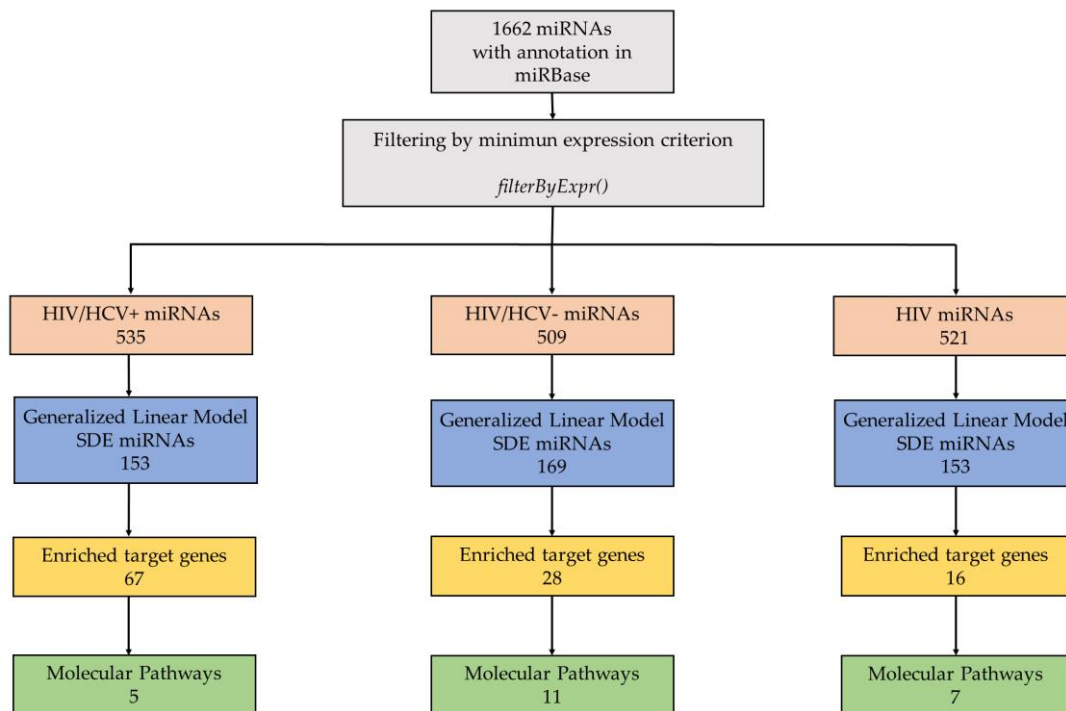 1662 miRNAs
with annotation in
miRBase
Filtering by minimun expression criterion
filterByExpr()
HIV/HCV+ miRNAs
535
HIV/HCV- miRNAs
509
HIV miRNAs
521
Generalized Linear Model
SDE miRNAs
153
Generalized Linear Model
SDE miRNAs
169
Generalized Linear Model
SDE miRNAs
153
Enriched target genes
67
Enriched target genes
28
Enriched target genes
16
Molecular Pathways
5
Molecular Pathways
11
Molecular Pathways
7